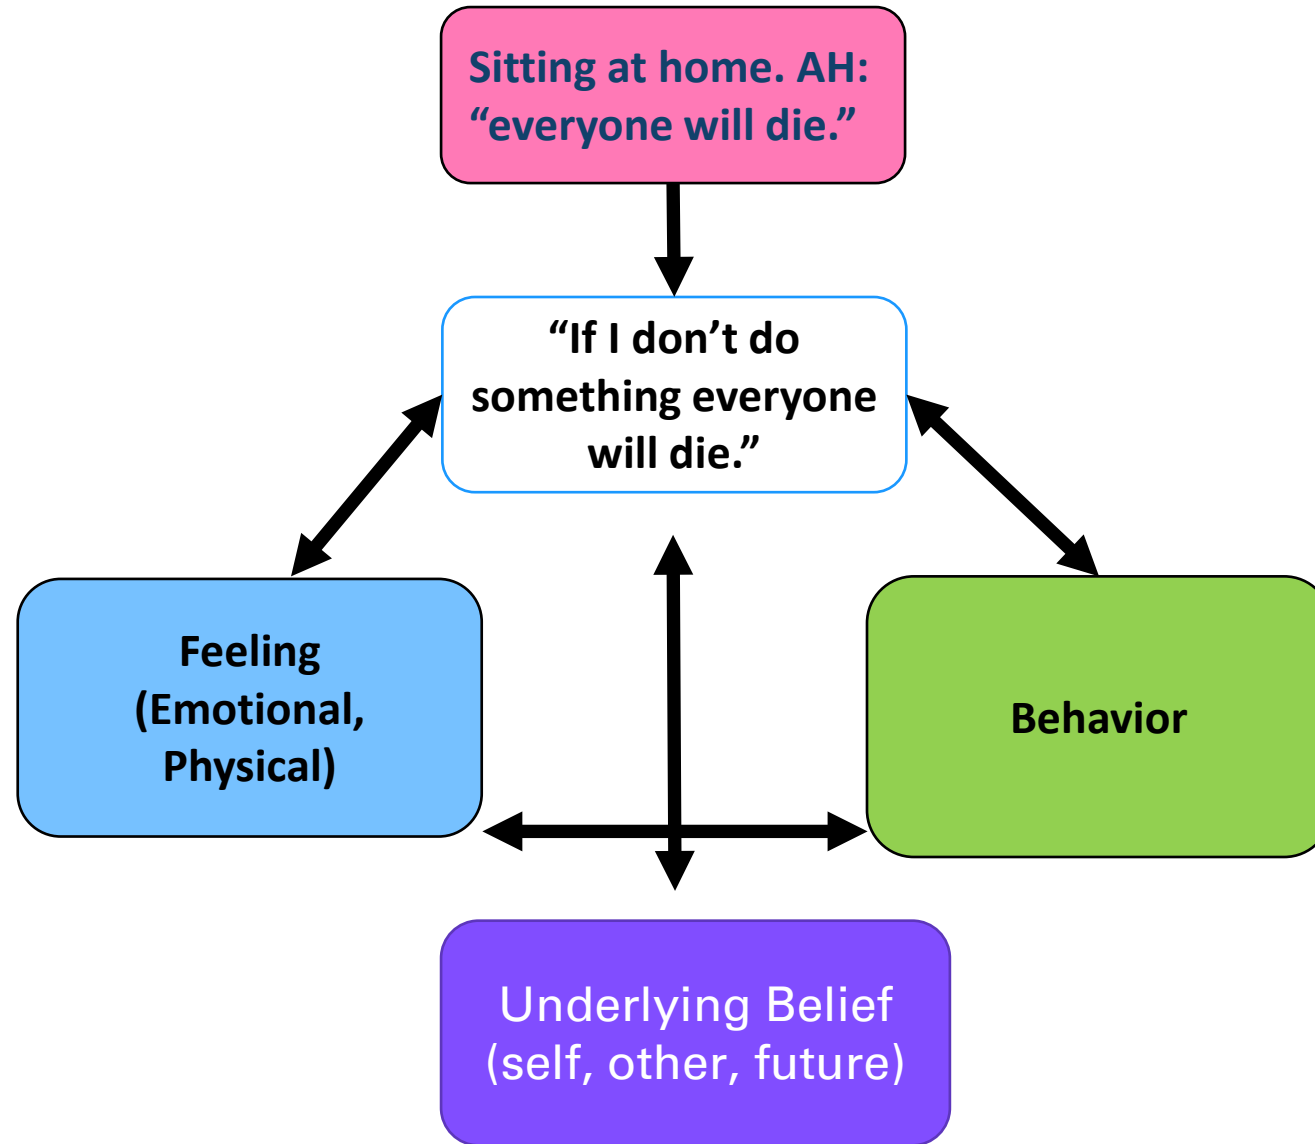 Sitting at home. AH:
“everyone will die.”
“If I don’t do
something everyone
will die.”
Feeling
(Emotional,
Physical)
Behavior
Underlying Belief
(self, other, future)